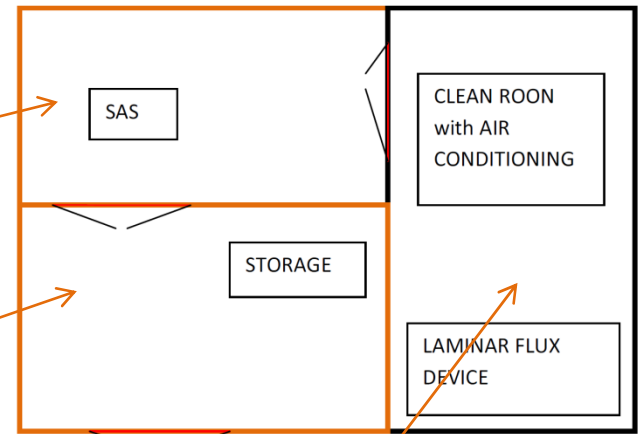 SAS
CLEAN ROON
with AIR
CONDITIONING
STORAGE
LAMINAR FLUX
DEVICE